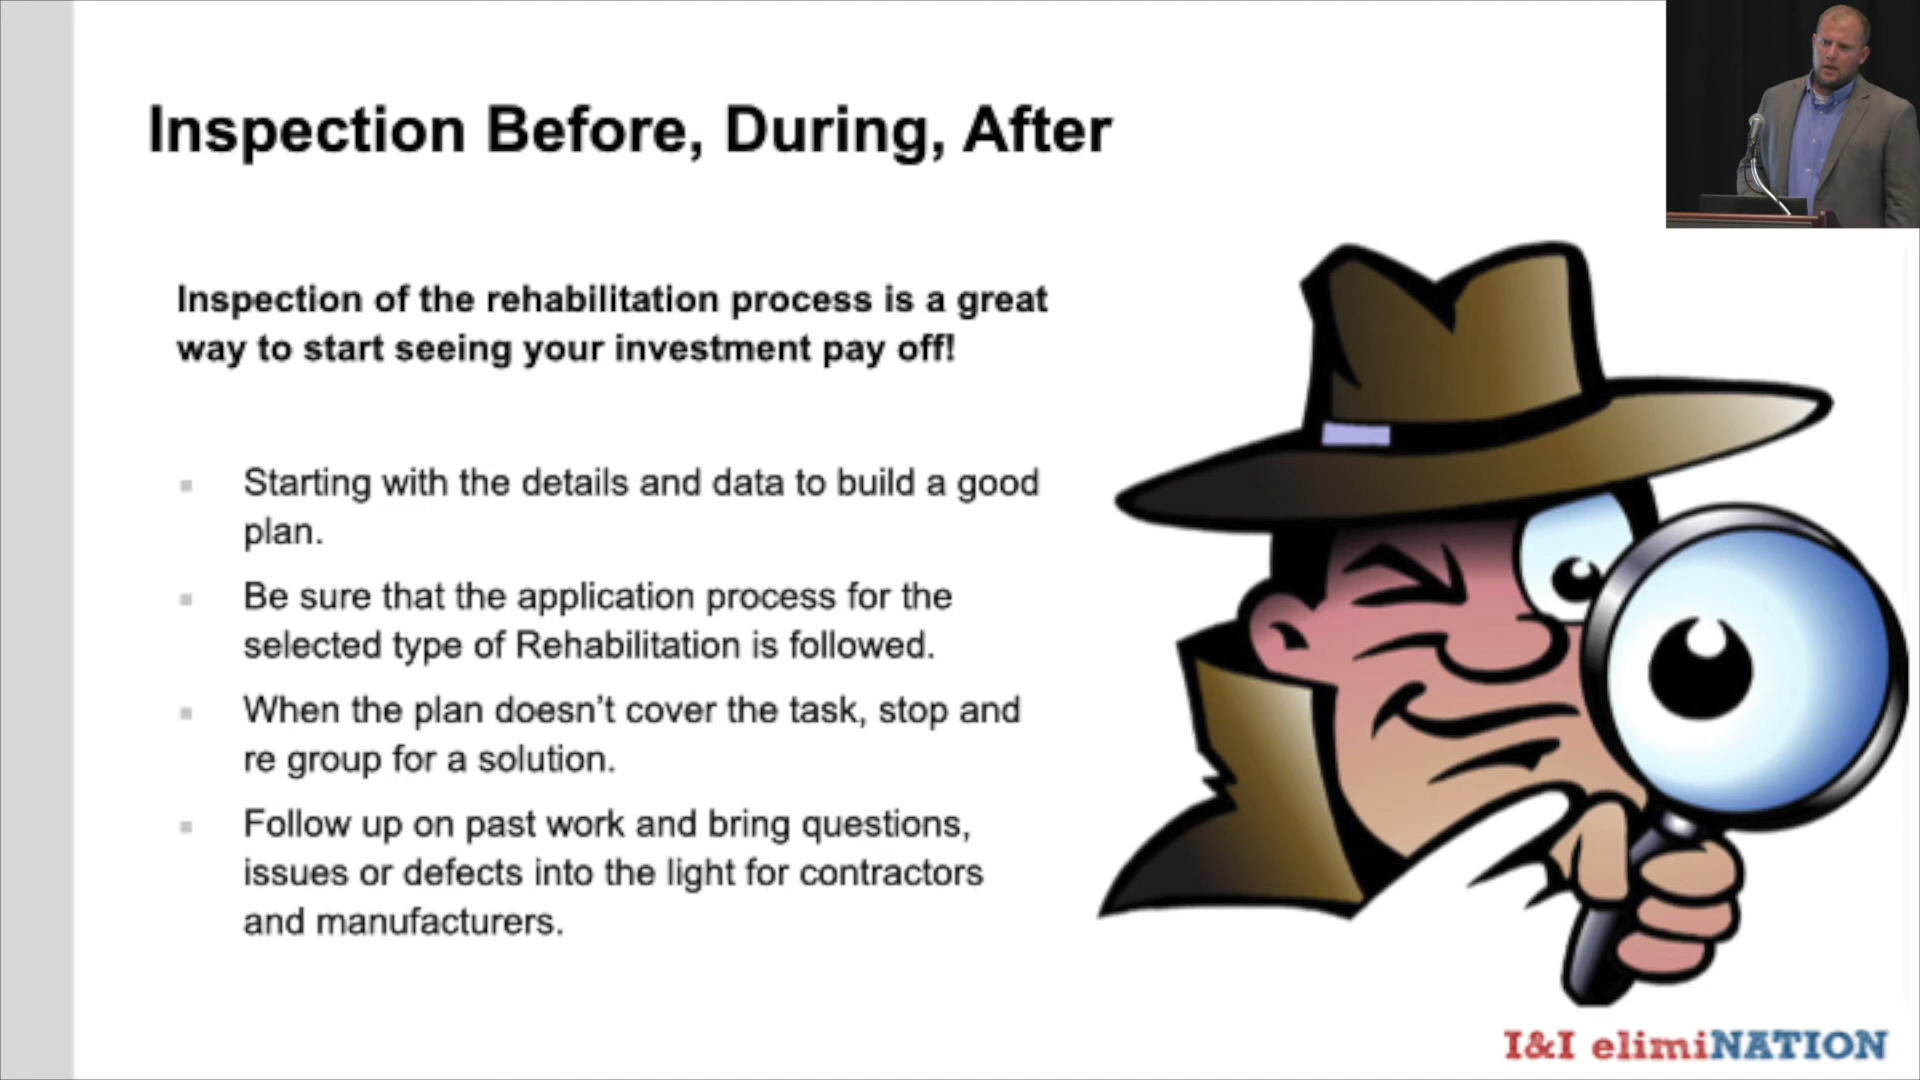 Inspection Before, During, After
Inspection of the rehabilitation process is a great
way to start seeing your investment pay off!
Starting with the details and data to build a good
plan.
Be sure that the application process for the
selected type of Rehabilitation is followed.
When the plan doesn’t cover the task, stop and
re group for a solution.
Follow up on past work and bring questions,
issues or defects into the light for contractors
and manufacturers.
I&I elimiNATION